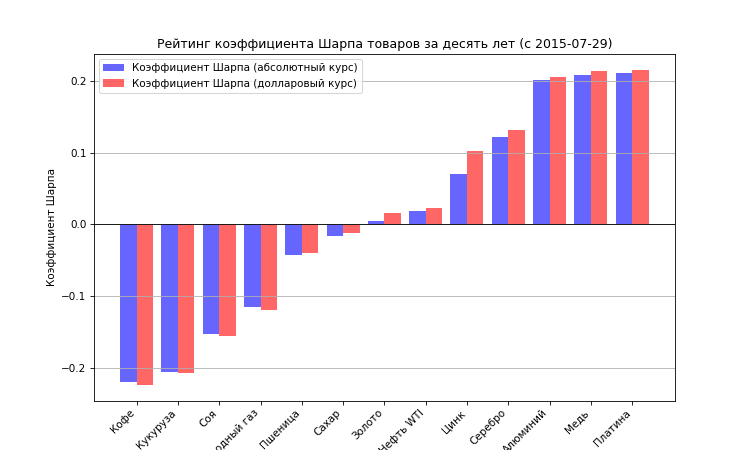 Рейтинг коэффициента Шарпа товаров за десять лет (с 2015-07-29)
Коэффициент Шарпа (абсолютный курс)
Коэффициент Шарпа (долларовый курс)
Коэффициент Шарпа
0.2
0.1
0.0
−0.1
−0.2
Кофе
Кукуруза
Соя
газ
Пшеница
Сахар
Золото
Нефть WTI
Цинк
Серебро
Алюминий
Медь
Платина